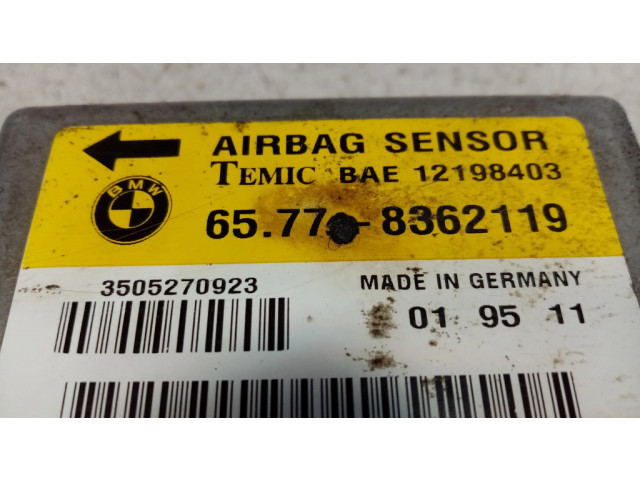 AIRBAG SENSOR
TEMIC BAE 12198403
BMW
65.77-8362119
3505270923
MADE IN GERMANY
01 95 11